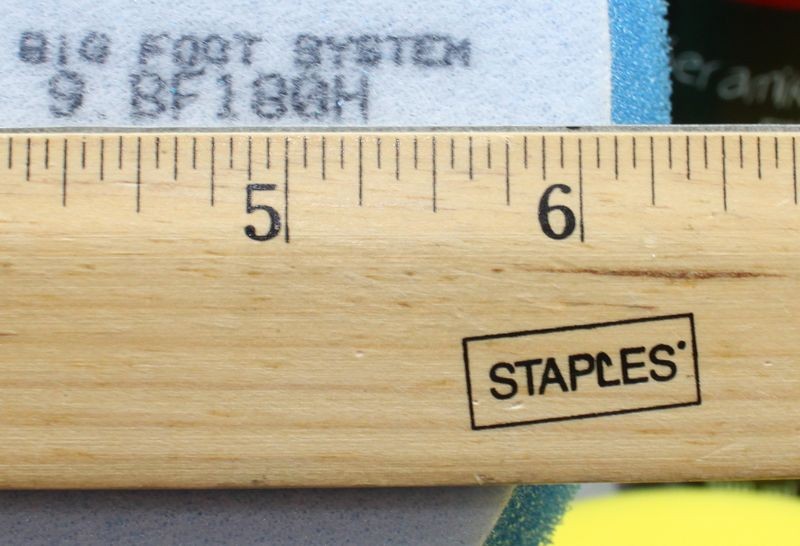 BIG FOOT SYSTEM
9.BF180H
5 6
STAPLES